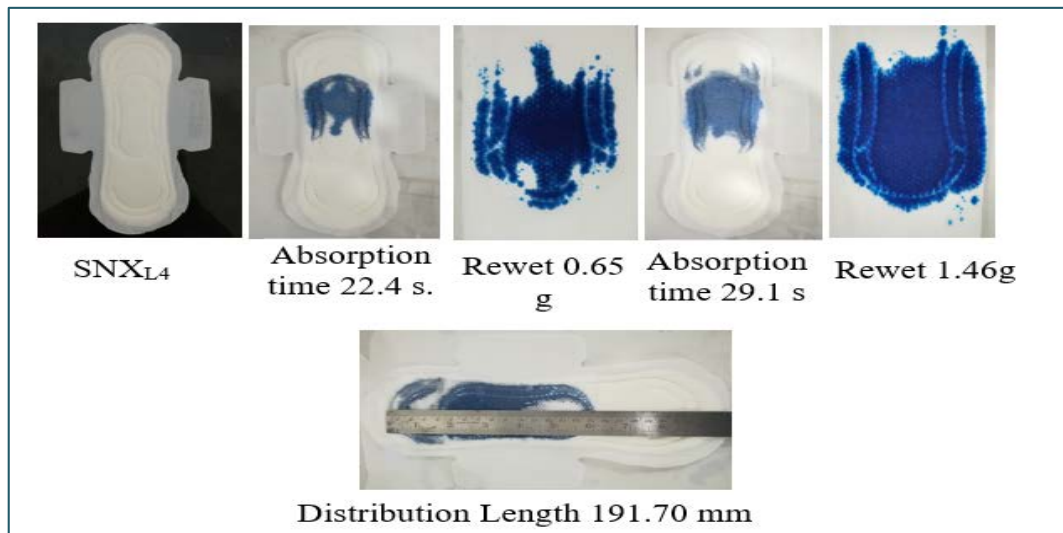 SNXL4
Absorption
time 22.4 s.
Rewet 0.65
g
Absorption
time 29.1 s
Rewet 1.46g
Distribution Length 191.70 mm